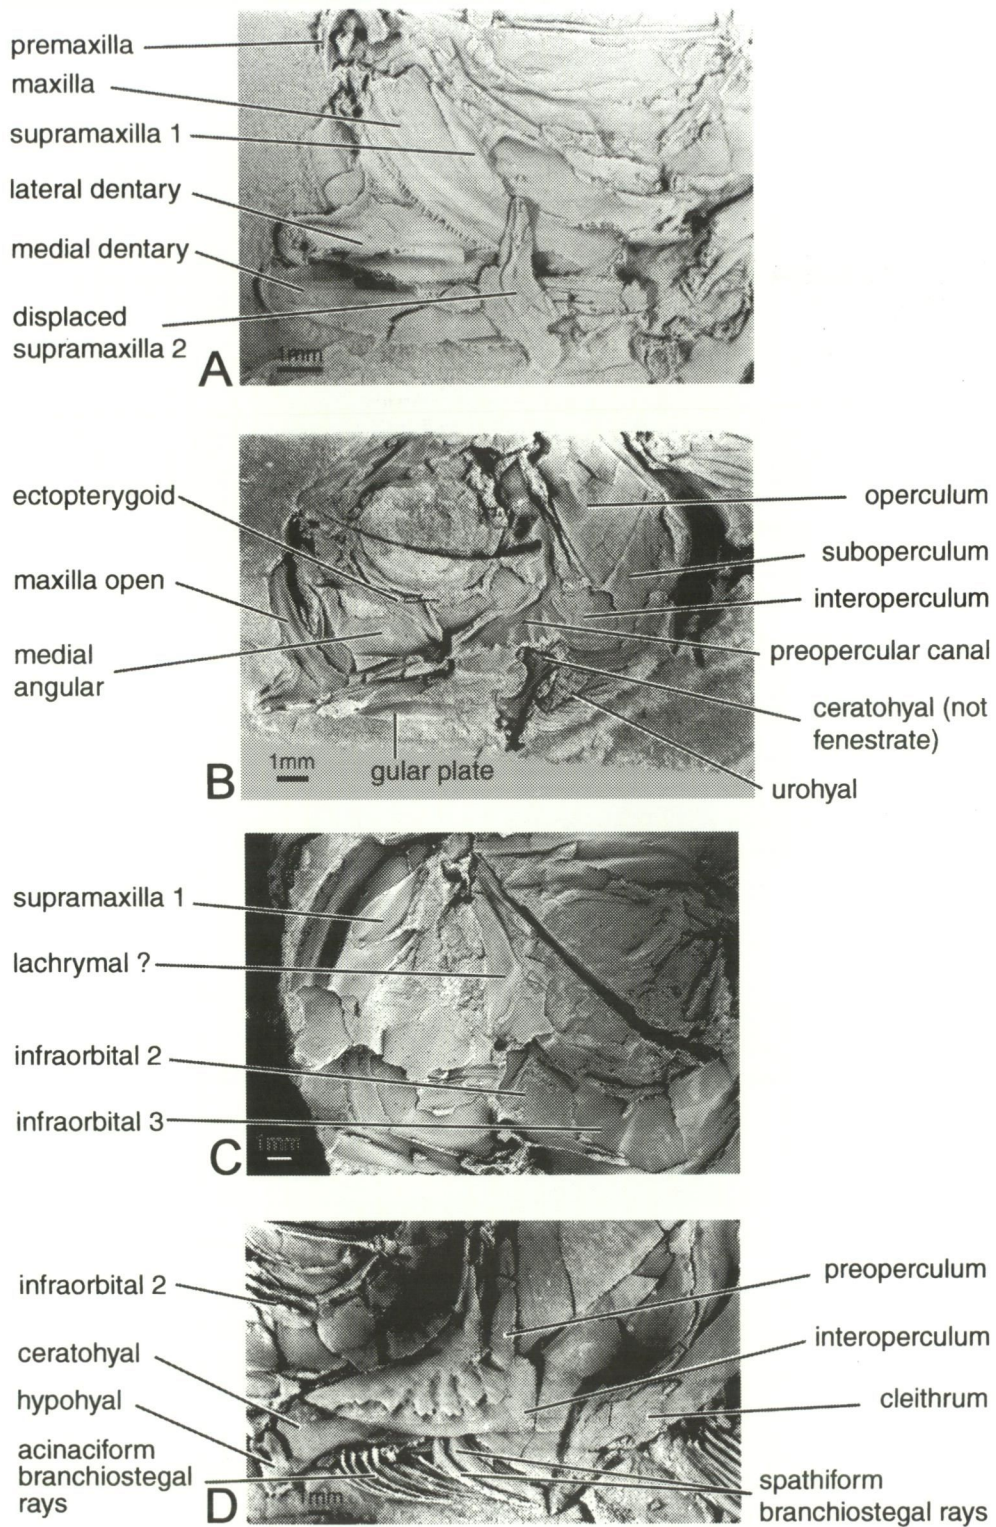 premaxilla
maxilla
supramaxilla 1
lateral dentary
medial dentary
displaced
supramaxilla 2
A
1mm
ectopterygoid
maxilla open
medial
angular
B
1mm
gular plate
operculum
suboperculum
interoperculum
preopercular canal
ceratohyal (not
fenestrate)
urohyal
supramaxilla 1
lachrymal ?
infraorbital 2
infraorbital 3
C
1mm
infraorbital 2
ceratohyal
hypohyal
acinaciform
branchiostegal
rays
D
1mm
preoperculum
interoperculum
cleithrum
spathiform
branchiostegal rays